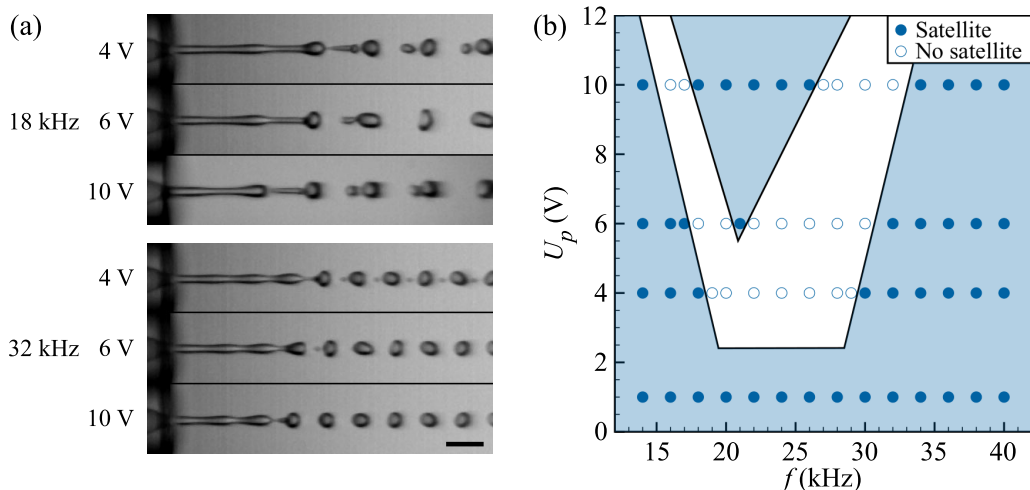 (a)
4 V
18 kHz 6 V
10 V
4 V
32 kHz 6 V
10 V
(b)
Satellite
No satellite
12
10
8
6
4
2
0
U_p (V)
15 20 25 30 35 40
f (kHz)